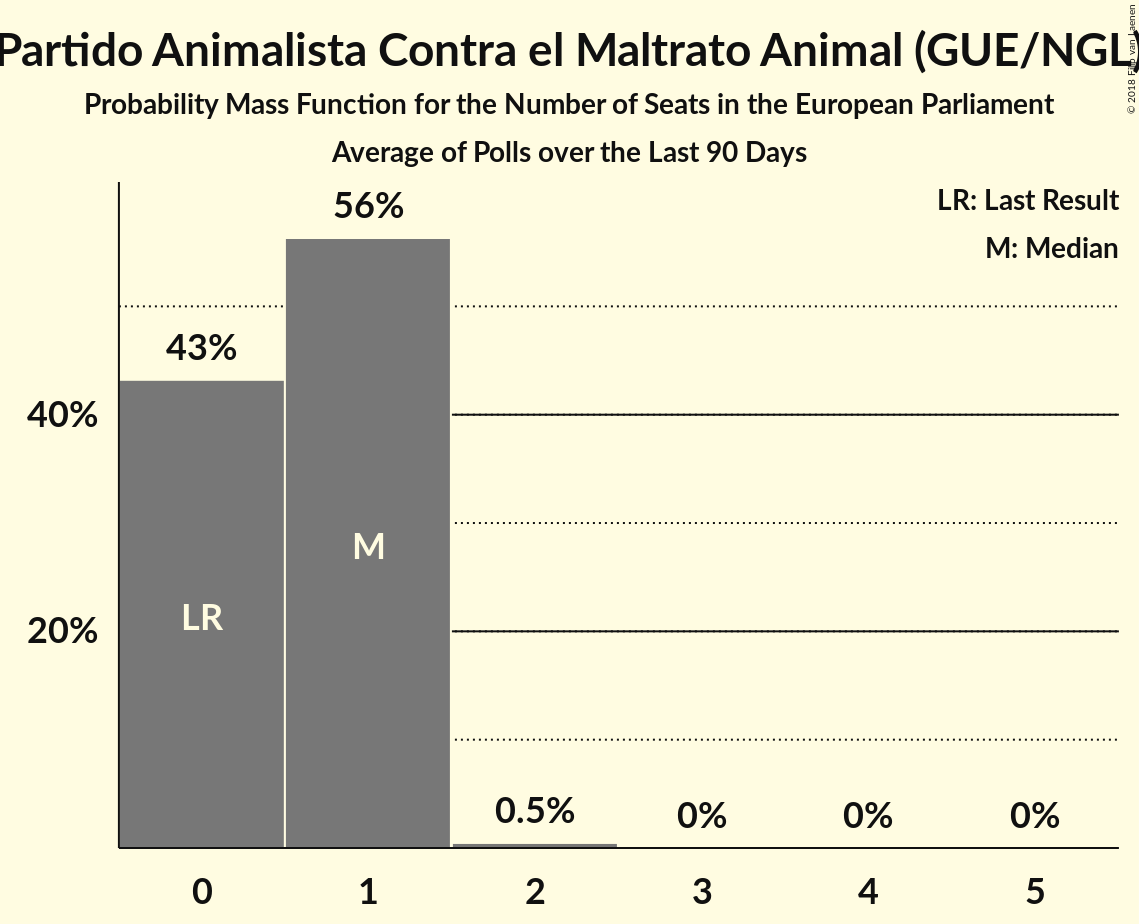 Partido Animalista Contra el Maltrato Animal (GUE/NGL)
Probability Mass Function for the Number of Seats in the European Parliament
Average of Polls over the Last 90 Days
© 2018 Filip van Laenen
LR: Last Result
M: Median
56%
43%
40%
M
LR
20%
0.5%
0%
0%
0%
0
1
2
3
4
5